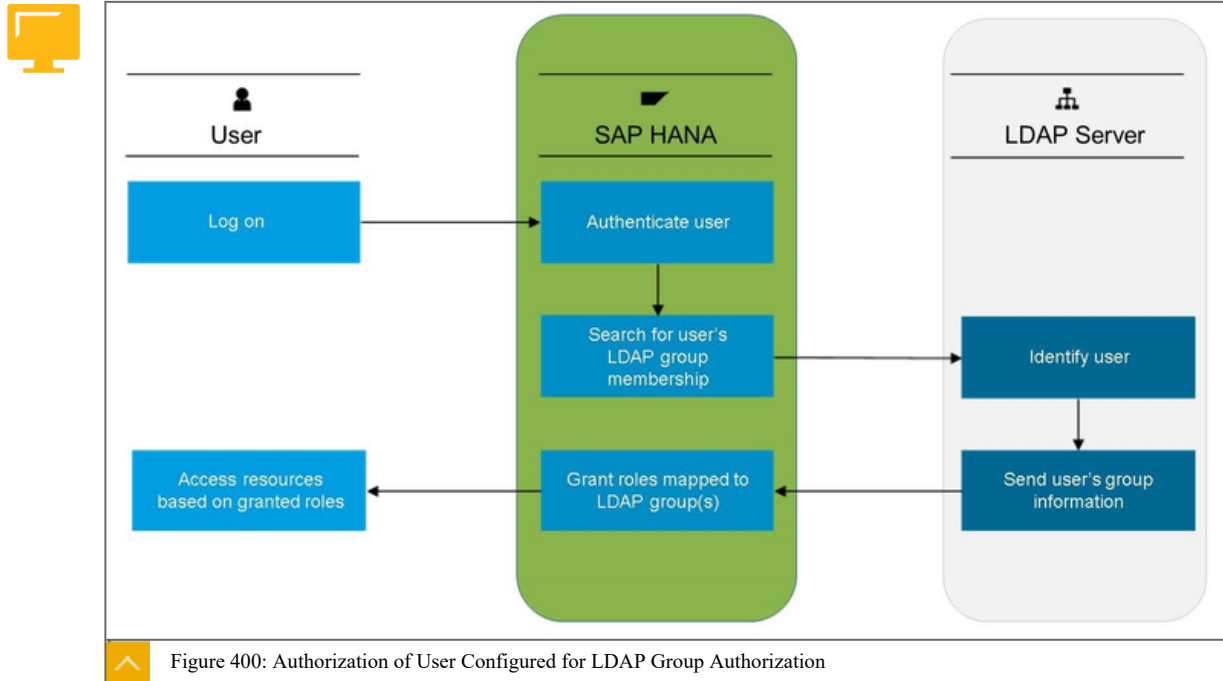 User
SAP HANA
LDAP Server
Log on
Authenticate user
Search for user's
LDAP group
membership
Identify user
Access resources
based on granted roles
Grant roles mapped to
LDAP group(s)
Send user's group
information
Figure 400: Authorization of User Configured for LDAP Group Authorization